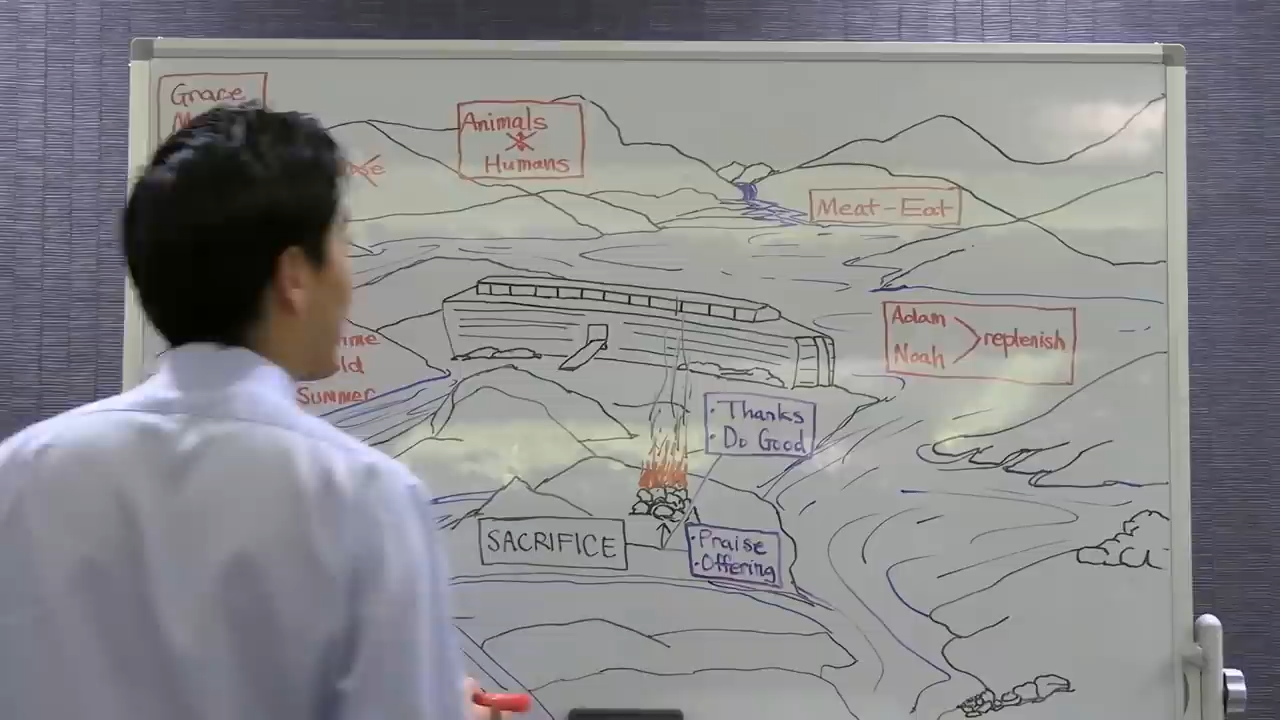 Grace
Animals
Humans
Meat-Eat
Adam
Noah
replenish
Summer
· Thanks
· Do Good
SACRIFICE
· Praise
· Offering